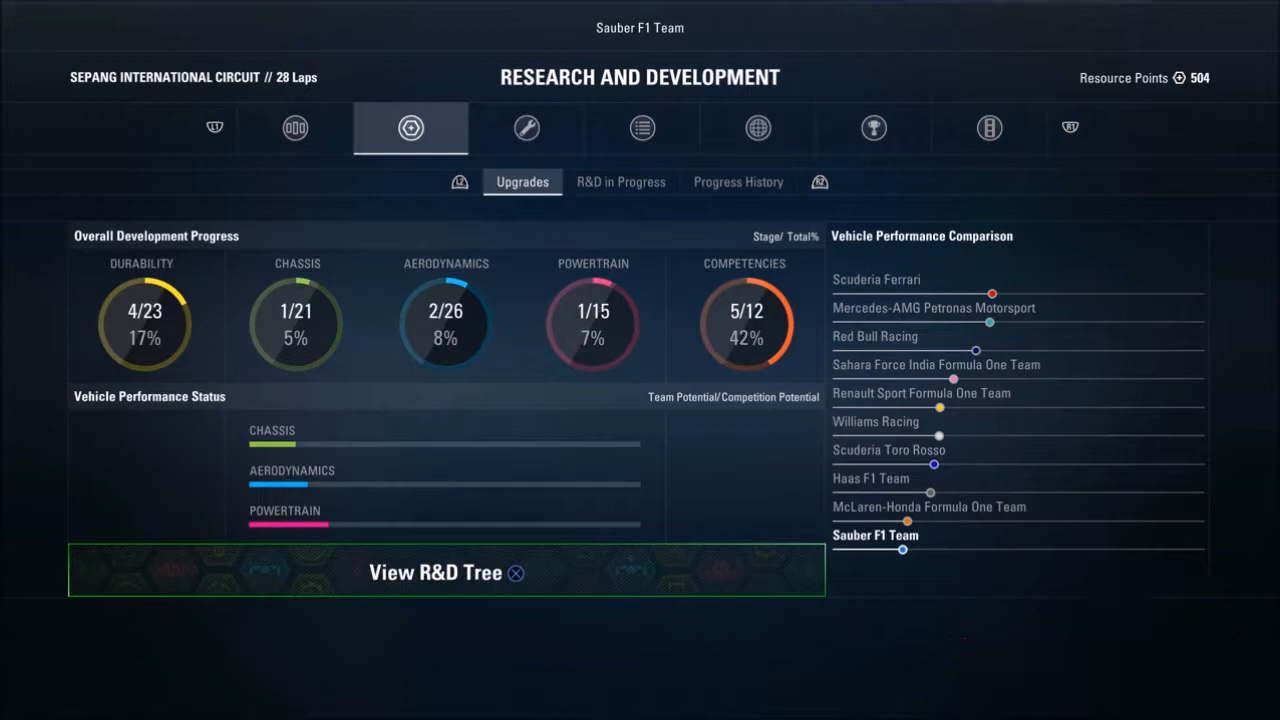 Sauber F1 Team
SEPANG INTERNATIONAL CIRCUIT // 28 Laps
RESEARCH AND DEVELOPMENT
Resource Points 504
L1
R1
L2
Upgrades
R&D in Progress
Progress History
R2
Overall Development Progress
Stage/ Total%
DURABILITY
4/23
17%
CHASSIS
1/21
5%
AERODYNAMICS
2/26
8%
POWERTRAIN
1/15
7%
COMPETENCIES
5/12
42%
Vehicle Performance Status
Team Potential/Competition Potential
CHASSIS
AERODYNAMICS
POWERTRAIN
View R&D Tree
Vehicle Performance Comparison
Scuderia Ferrari
Mercedes-AMG Petronas Motorsport
Red Bull Racing
Sahara Force India Formula One Team
Renault Sport Formula One Team
Williams Racing
Scuderia Toro Rosso
Haas F1 Team
McLaren-Honda Formula One Team
Sauber F1 Team